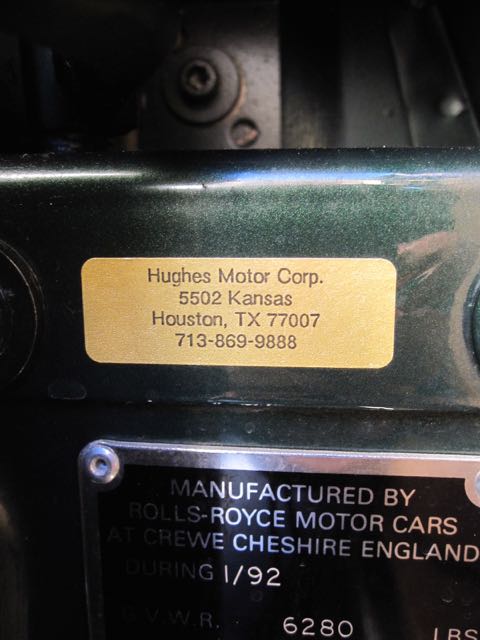 Hughes Motor Corp.
5502 Kansas
Houston, TX 77007
713-869-9888
MANUFACTURED BY
ROLLS-ROYCE MOTOR CARS
AT CREWE CHESHIRE ENGLAND
DURING 1/92
G.V.W.R. 6280 LBS